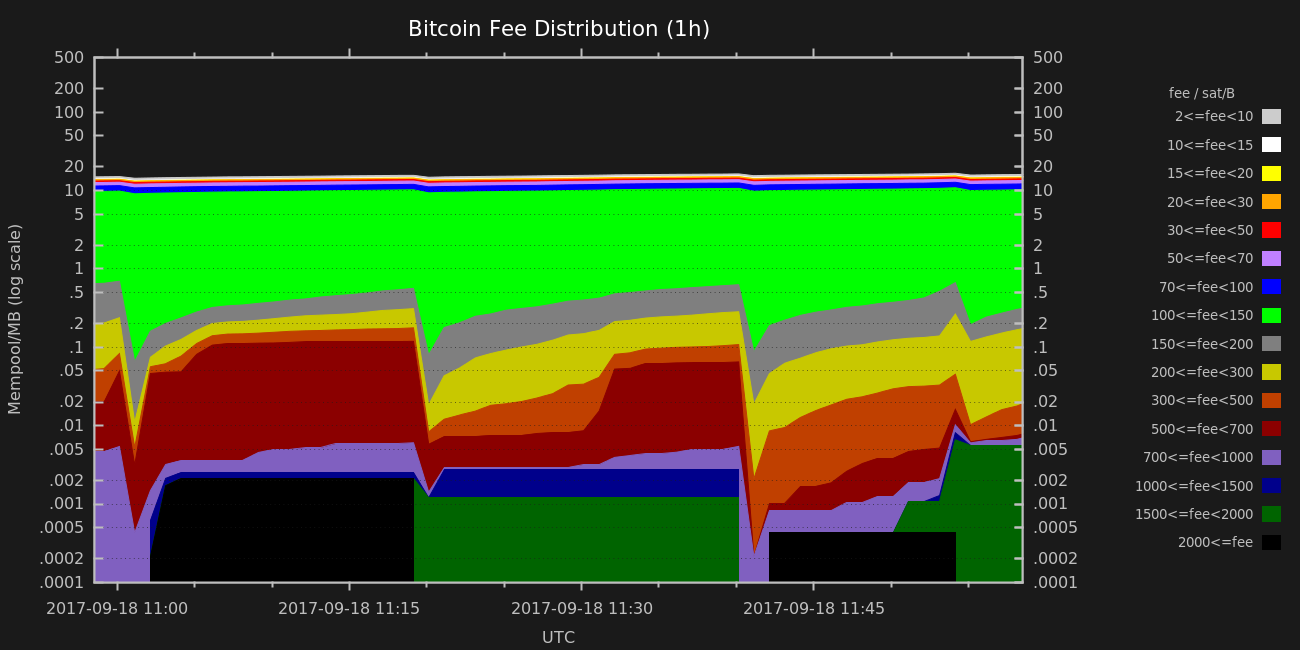 Bitcoin Fee Distribution (1h)
Mempool/MB (log scale)
500
200
100
50
20
10
5
2
1
.5
.2
.1
.05
.02
.01
.005
.002
.001
.0005
.0002
.0001
500
200
100
50
20
10
5
2
1
.5
.2
.1
.05
.02
.01
.005
.002
.001
.0005
.0002
.0001
2017-09-18 11:00
2017-09-18 11:15
2017-09-18 11:30
2017-09-18 11:45
UTC
fee / sat/B
2<=fee<10
10<=fee<15
15<=fee<20
20<=fee<30
30<=fee<50
50<=fee<70
70<=fee<100
100<=fee<150
150<=fee<200
200<=fee<300
300<=fee<500
500<=fee<700
700<=fee<1000
1000<=fee<1500
1500<=fee<2000
2000<=fee